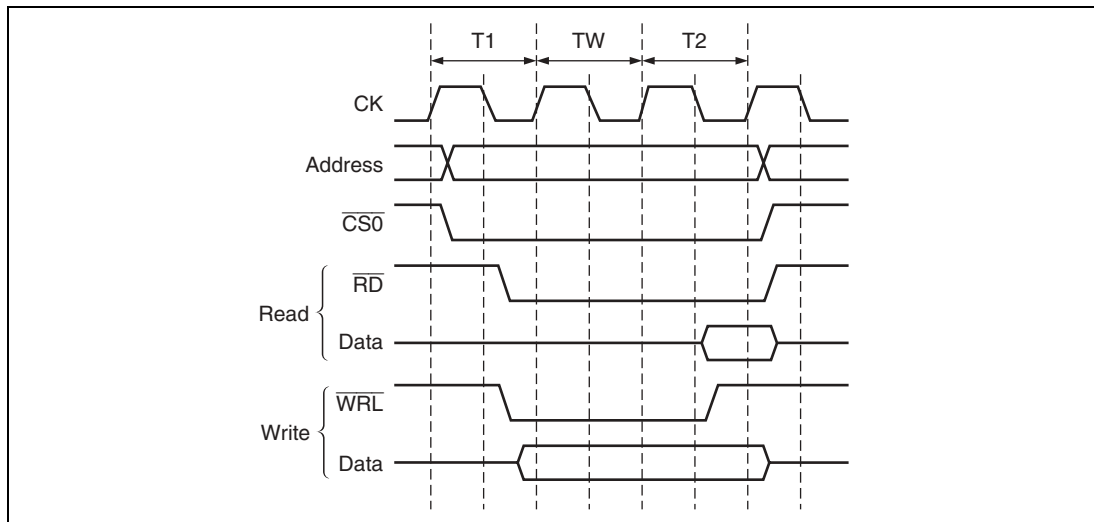 T1 TW T2
CK
Address
CS0
RD
Read
Data
WRL
Write
Data